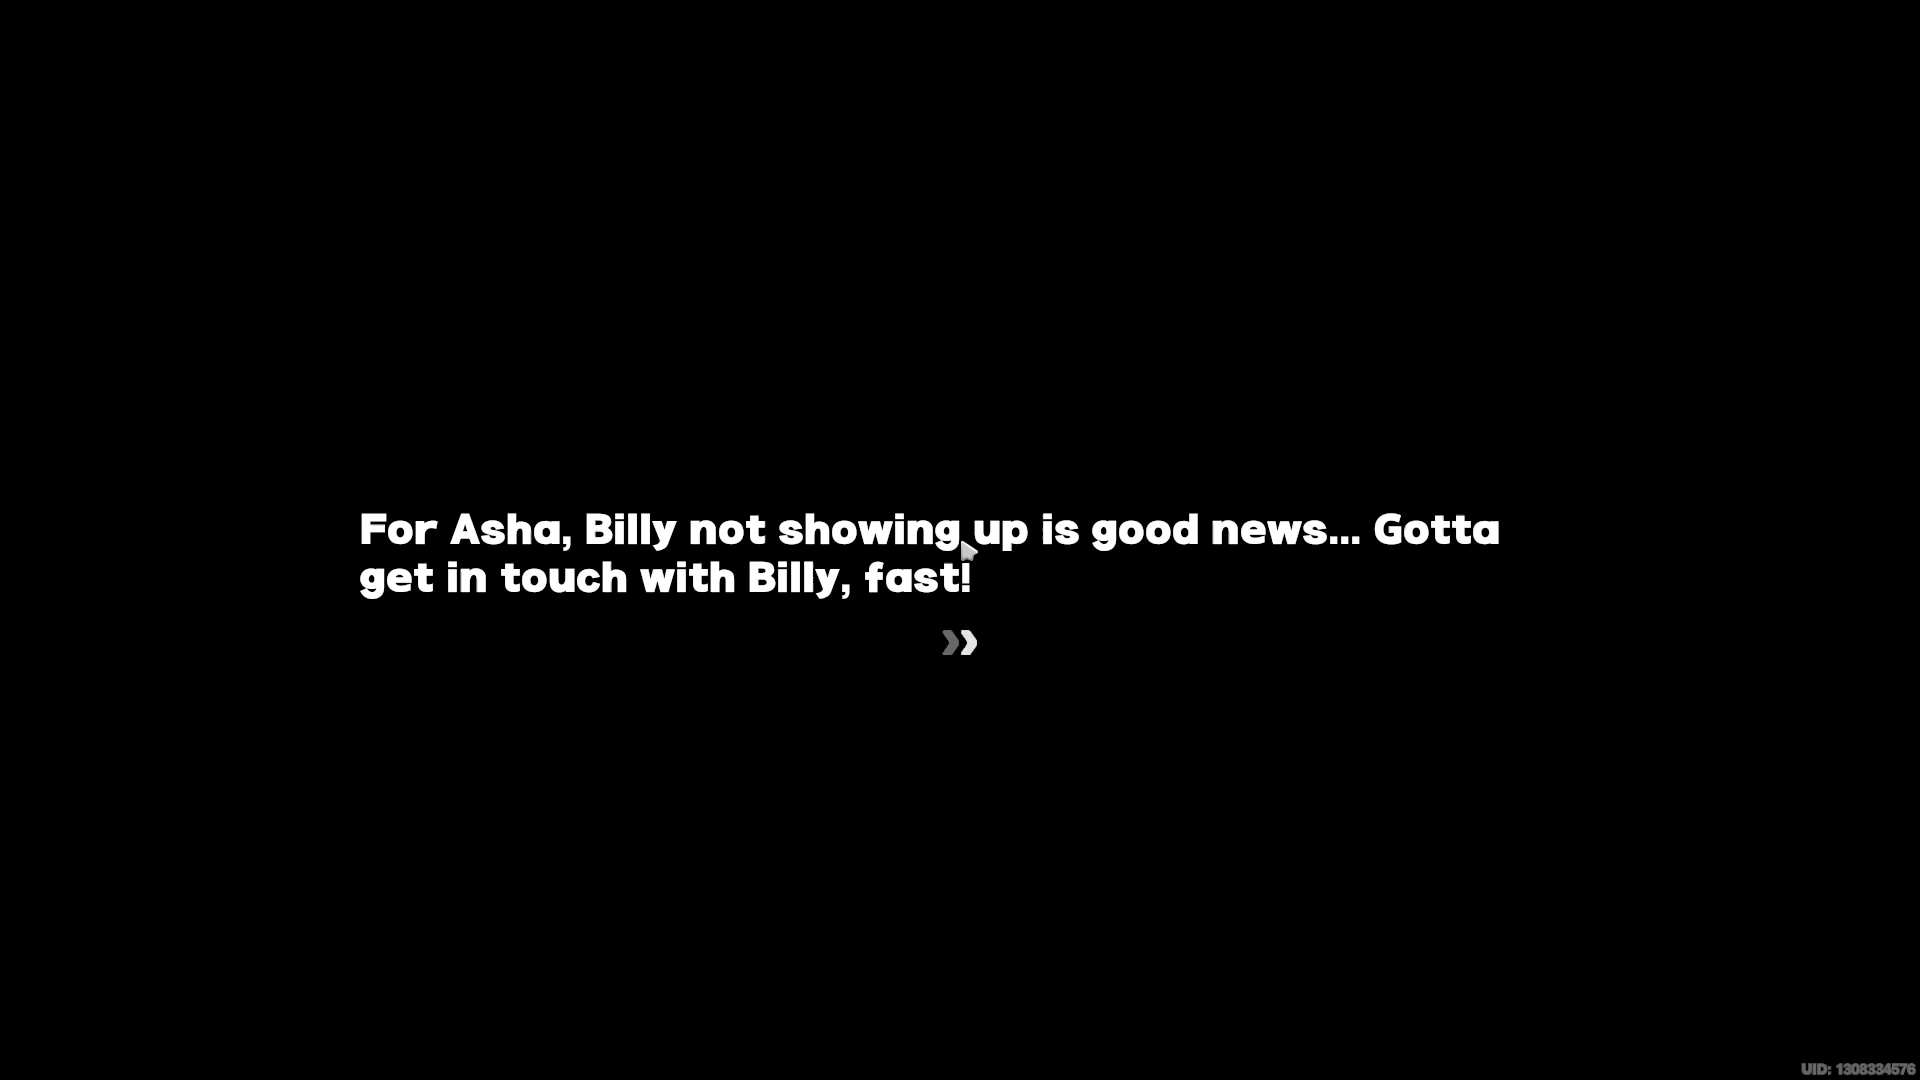 For Asha, Billy not showing up is good news... Gotta
get in touch with Billy, fast!
UID: 1308334576